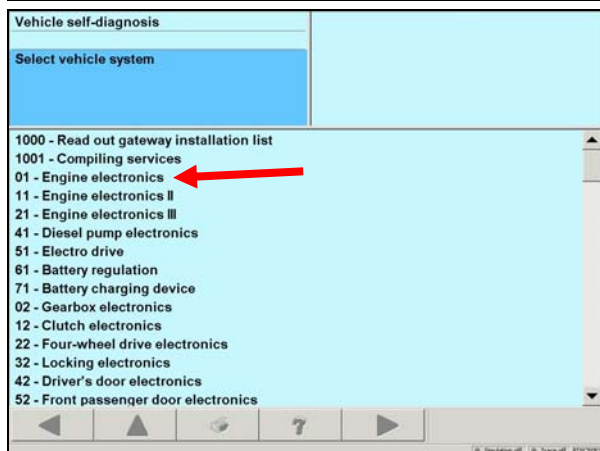 Vehicle self-diagnosis
Select vehicle system
1000 - Read out gateway installation list
1001 - Compiling services
01 - Engine electronics
11 - Engine electronics II
21 - Engine electronics III
41 - Diesel pump electronics
51 - Electro drive
61 - Battery regulation
71 - Battery charging device
02 - Gearbox electronics
12 - Clutch electronics
22 - Four-wheel drive electronics
32 - Locking electronics
42 - Driver's door electronics
52 - Front passenger door electronics
?